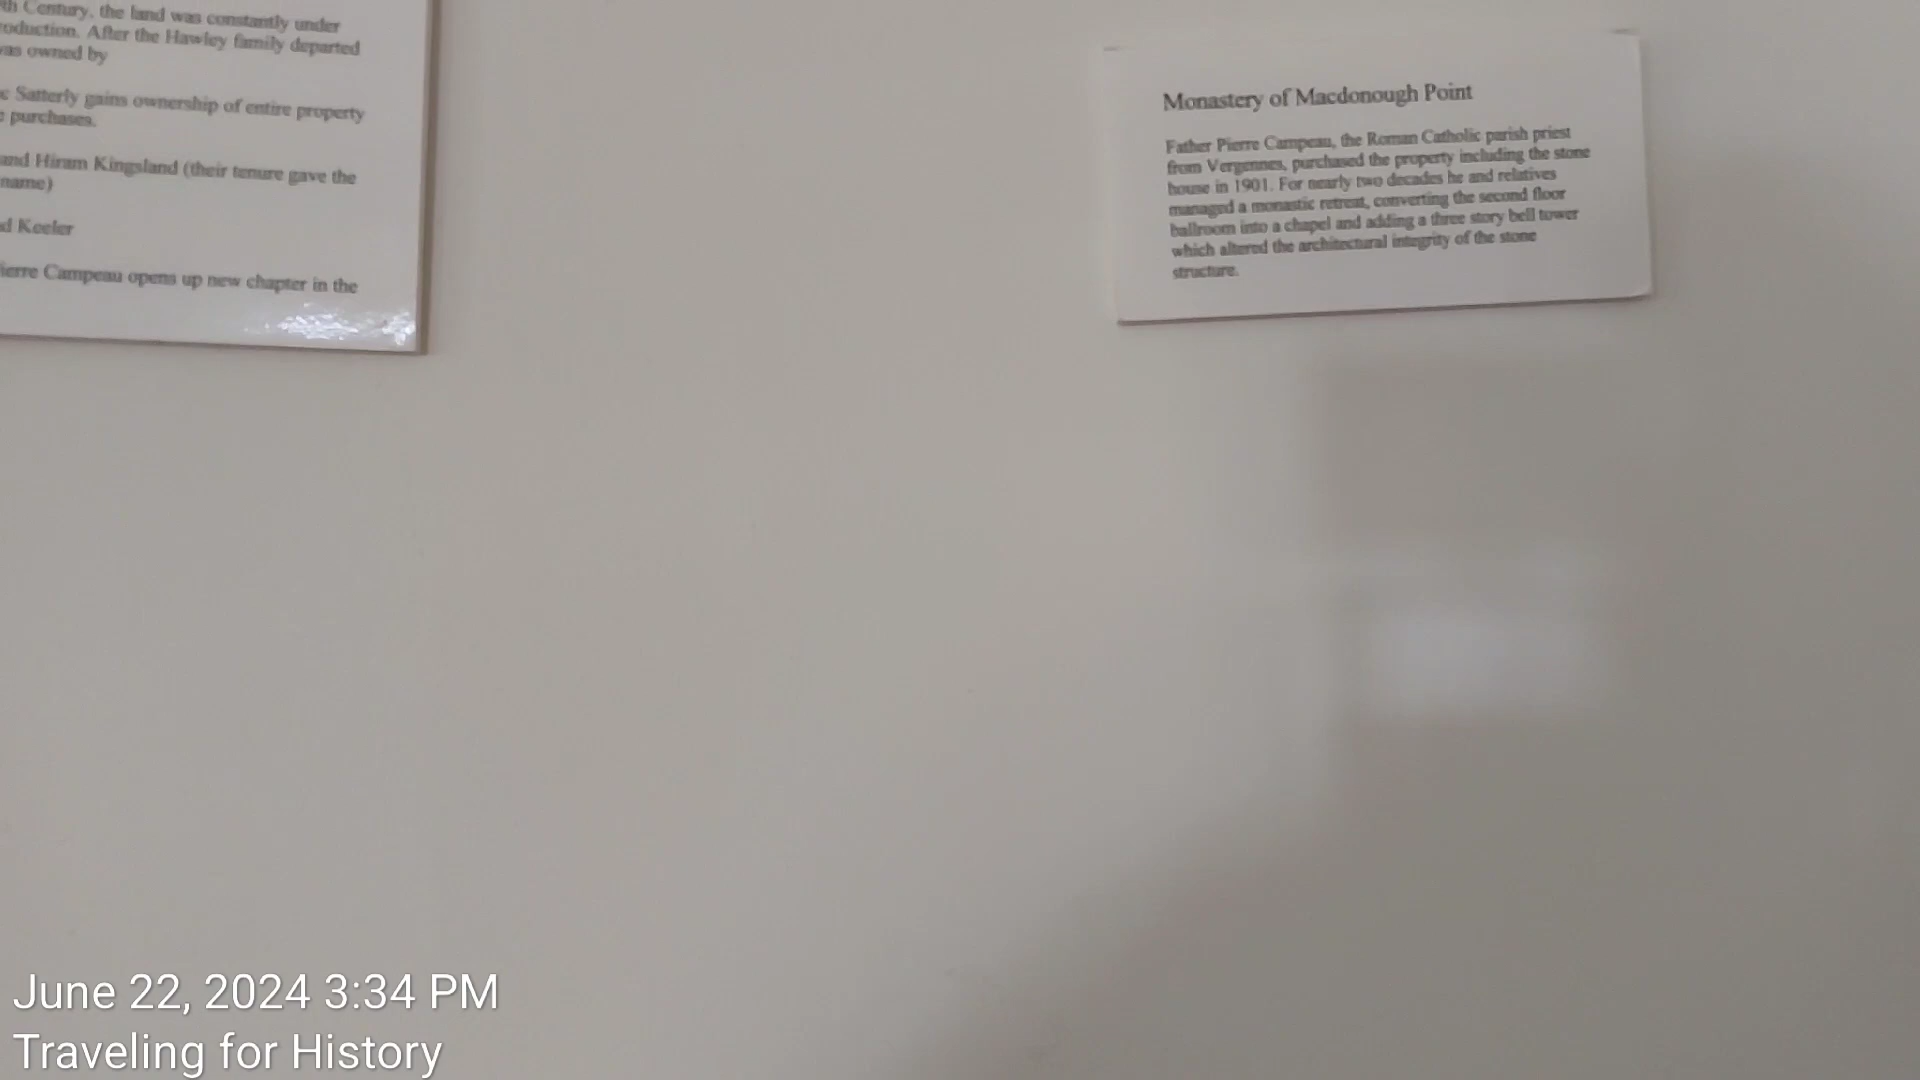 th Century, the land was constantly under
roduction. After the Hawley family departed
was owned by
Satterly gains ownership of entire property
purchases.
and Hiram Kingsland (their tenure gave the
name)
d Keeler
ierre Campeau opens up new chapter in the
Monastery of Macdonough Point
Father Pierre Campeau, the Roman Catholic parish priest
from Vergennes, purchased the property including the stone
house in 1901. For nearly two decades he and relatives
managed a monastic retreat, converting the second floor
ballroom into a chapel and adding a three story bell tower
which altered the architectural integrity of the stone
structure.
June 22, 2024 3:34 PM
Traveling for History